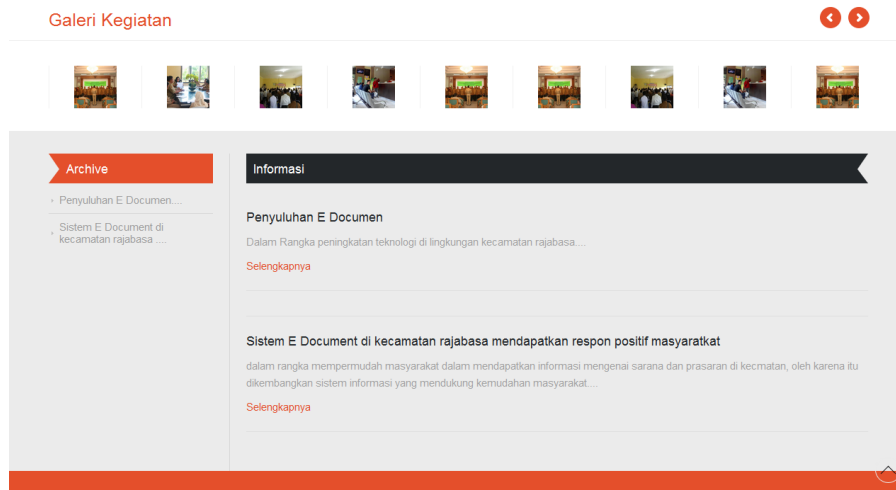 Galeri Kegiatan
Archive
Penyuluhan E Documen....
Sistem E Document di
kecamatan rajabasa ....
Informasi
Penyuluhan E Documen
Dalam Rangka peningkatan teknologi di lingkungan kecamatan rajabasa....
Selengkapnya
Sistem E Document di kecamatan rajabasa mendapatkan respon positif masyaratkat
dalam rangka mempermudah masyarakat dalam mendapatkan informasi mengenai sarana dan prasaran di kecmatan, oleh karena itu
dikembangkan sistem informasi yang mendukung kemudahan masyarakat....
Selengkapnya